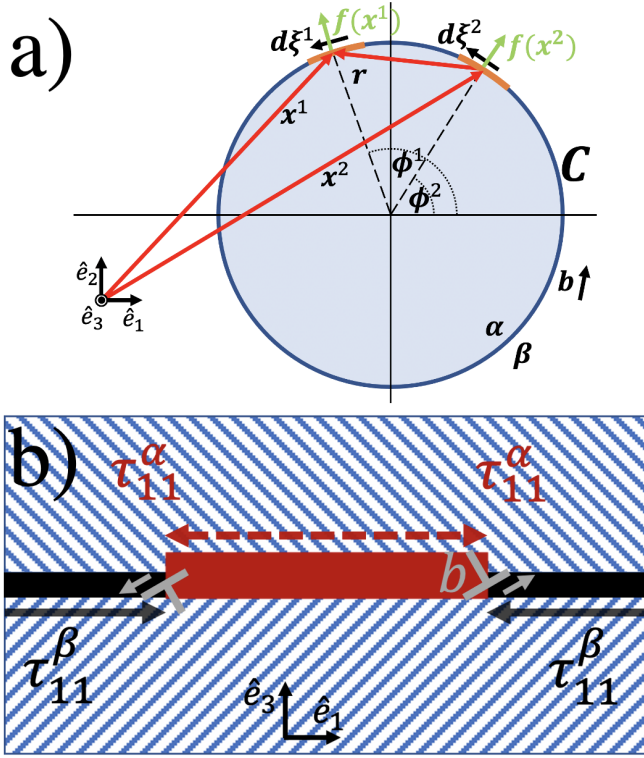 a)
dξ¹ f(x¹) dξ² f(x²)
r
x¹
x²
ϕ¹
ϕ²
C
b
α
β
ê₂
ê₃ ê₁
b)
τ₁₁^α τ₁₁^α
b
τ₁₁^β τ₁₁^β
ê₃ ê₁